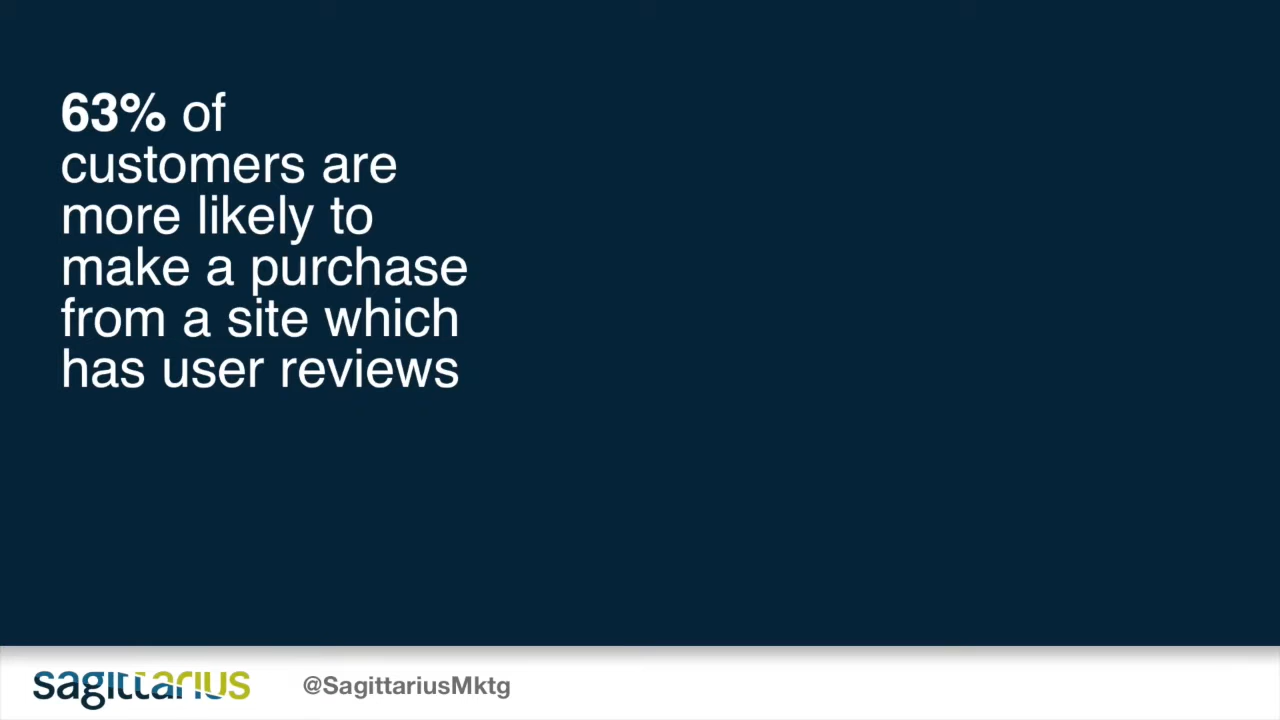 63% of
customers are
more likely to
make a purchase
from a site which
has user reviews
sagittarius
@SagittariusMktg